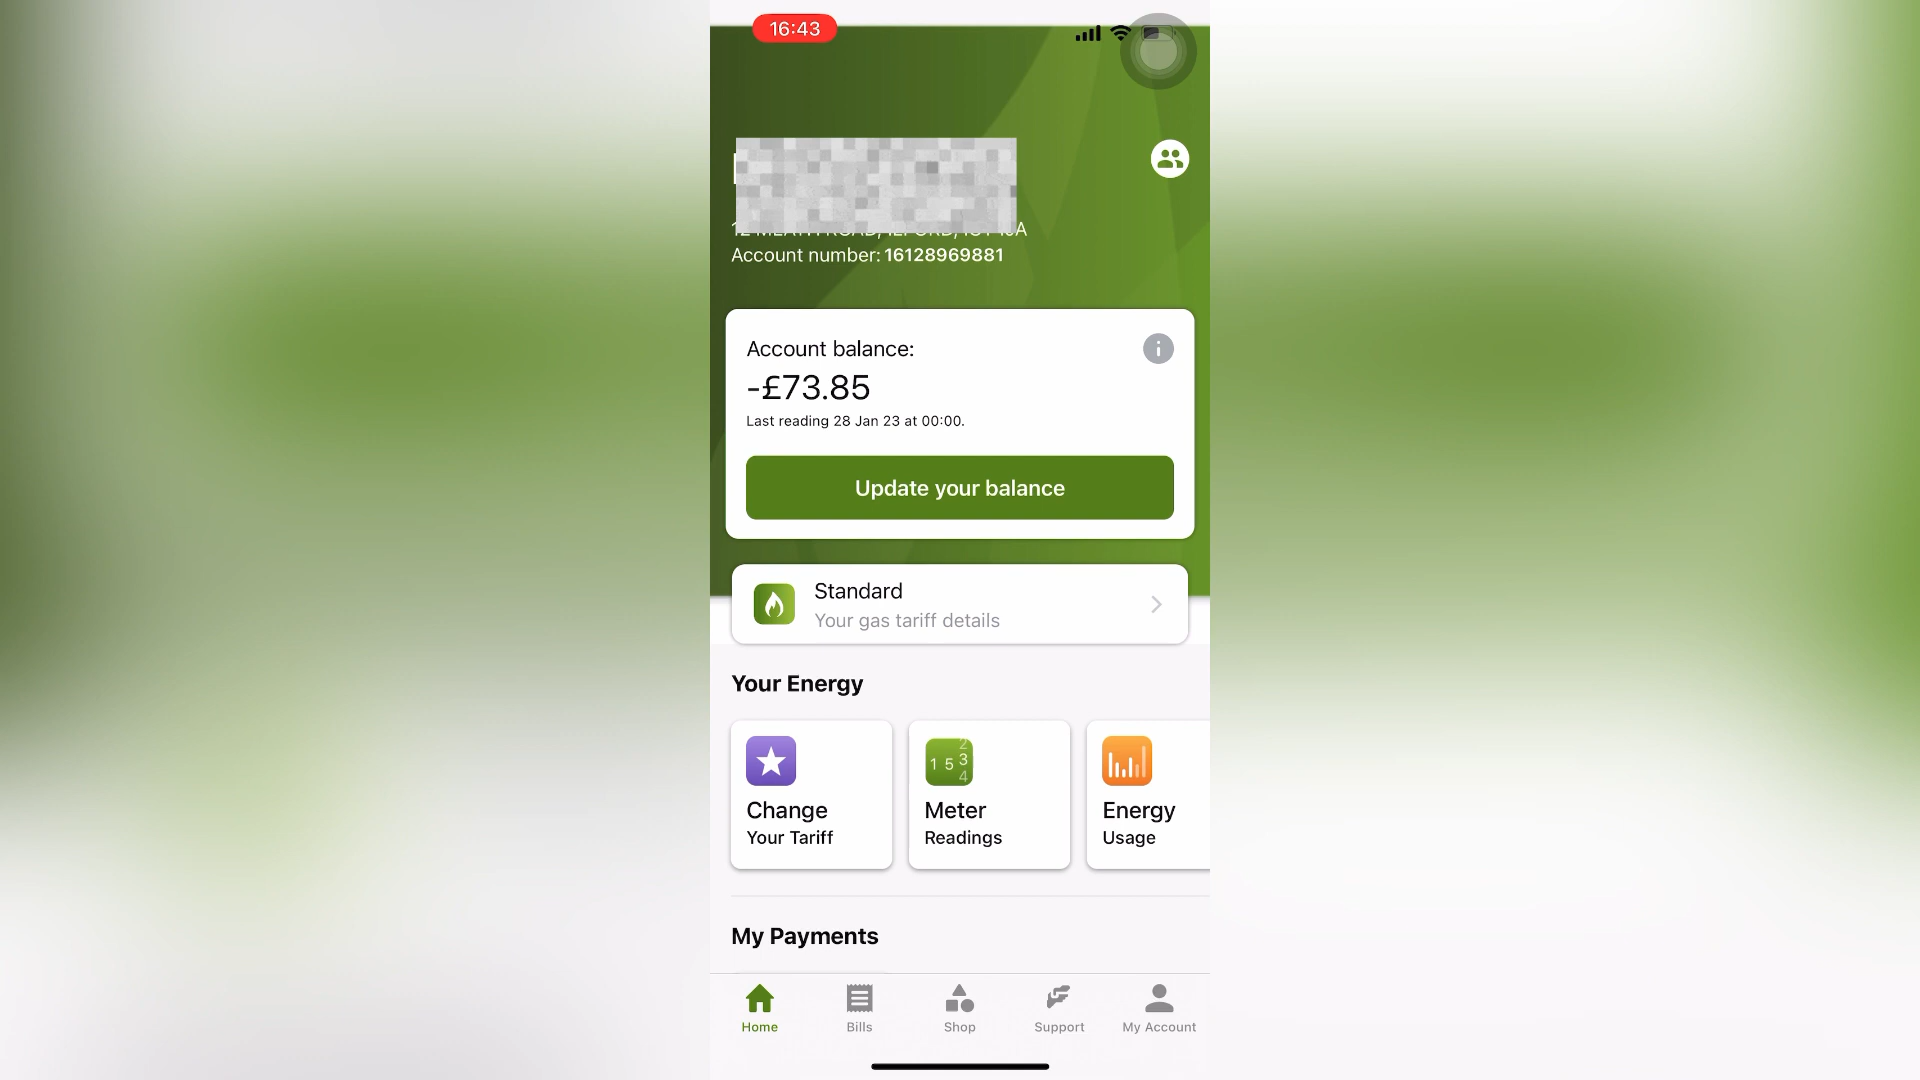 16:43
Account number: 16128969881
Account balance:
-£73.85
Last reading 28 Jan 23 at 00:00.
Update your balance
Standard
Your gas tariff details
Your Energy
Change
Your Tariff
1 5 2 3 4
Meter
Readings
Energy
Usage
My Payments
Home
Bills
Shop
Support
My Account